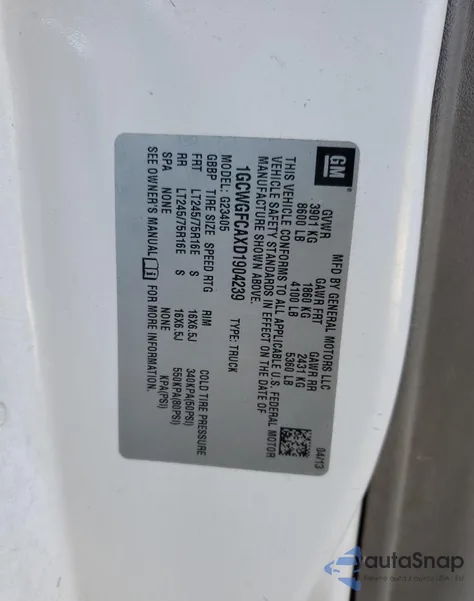 GM
MFD BY GENERAL MOTORS LLC
GVWR GAWR FRT GAWR RR
3901 KG 1860 KG 2431 KG
8600 LB 4100 LB 5360 LB
04/13
THIS VEHICLE CONFORMS TO ALL APPLICABLE U.S. FEDERAL MOTOR
VEHICLE SAFETY STANDARDS IN EFFECT ON THE DATE OF
MANUFACTURE SHOWN ABOVE.
1GCWGFCAXD1904239 TYPE: TRUCK
MODEL: G23405
GBBP TIRE SIZE SPEED RTG RIM COLD TIRE PRESSURE
FRT LT245/75R16E S 16X6.5J 340KPA(50PSI)
RR LT245/75R16E S 16X6.5J 550KPA(80PSI)
SPA NONE NONE KPA(PSI)
SEE OWNER'S MANUAL FOR MORE INFORMATION.
yautaSnap